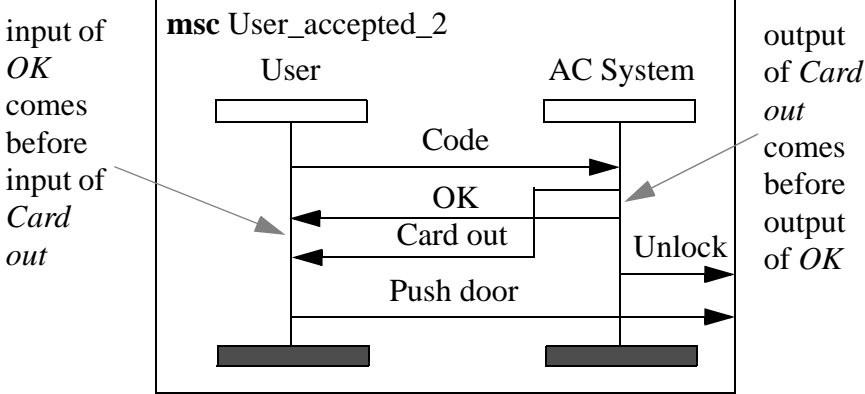 input of
OK
comes
before
input of
Card
out
msc User_accepted_2
User
AC System
Code
OK
Card out
Unlock
Push door
output
of Card
out
comes
before
output
of OK